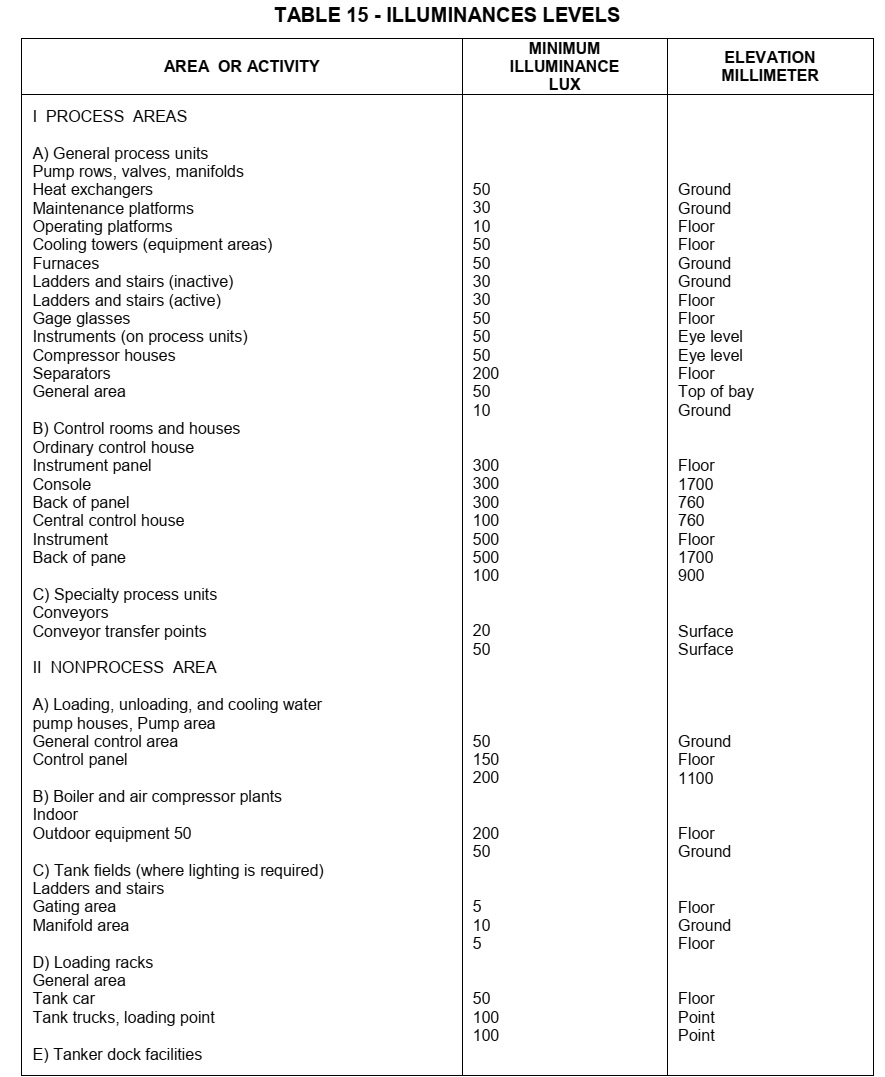 TABLE 15 - ILLUMINANCES LEVELS
AREA OR ACTIVITY
MINIMUM
ILLUMINANCE
LUX
ELEVATION
MILLIMETER
I PROCESS AREAS
A) General process units
Pump rows, valves, manifolds
Heat exchangers 50 Ground
Maintenance platforms 30 Ground
Operating platforms 10 Floor
Cooling towers (equipment areas) 50 Floor
Furnaces 50 Ground
Ladders and stairs (inactive) 30 Ground
Ladders and stairs (active) 30 Floor
Gage glasses 50 Floor
Instruments (on process units) 50 Eye level
Compressor houses 50 Eye level
Separators 200 Floor
General area 50 Top of bay
10 Ground
B) Control rooms and houses
Ordinary control house
Instrument panel 300 Floor
Console 300 1700
Back of panel 300 760
Central control house 100 760
Instrument 500 Floor
Back of pane 500 1700
100 900
C) Specialty process units
Conveyors
Conveyor transfer points 20 Surface
50 Surface
II NONPROCESS AREA
A) Loading, unloading, and cooling water
pump houses, Pump area
General control area 50 Ground
Control panel 150 Floor
200 1100
B) Boiler and air compressor plants
Indoor
Outdoor equipment 50 200 Floor
50 Ground
C) Tank fields (where lighting is required)
Ladders and stairs
Gating area 5 Floor
Manifold area 10 Ground
5 Floor
D) Loading racks
General area
Tank car 50 Floor
Tank trucks, loading point 100 Point
100 Point
E) Tanker dock facilities